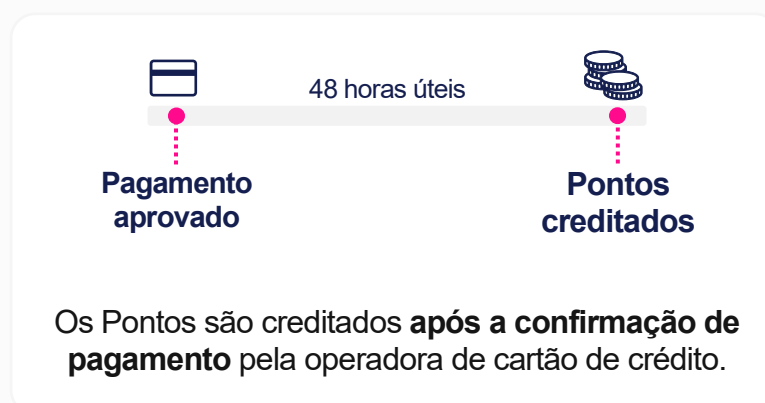 48 horas úteis
Pagamento
aprovado
Pontos
creditados
Os Pontos são creditados após a confirmação de
pagamento pela operadora de cartão de crédito.